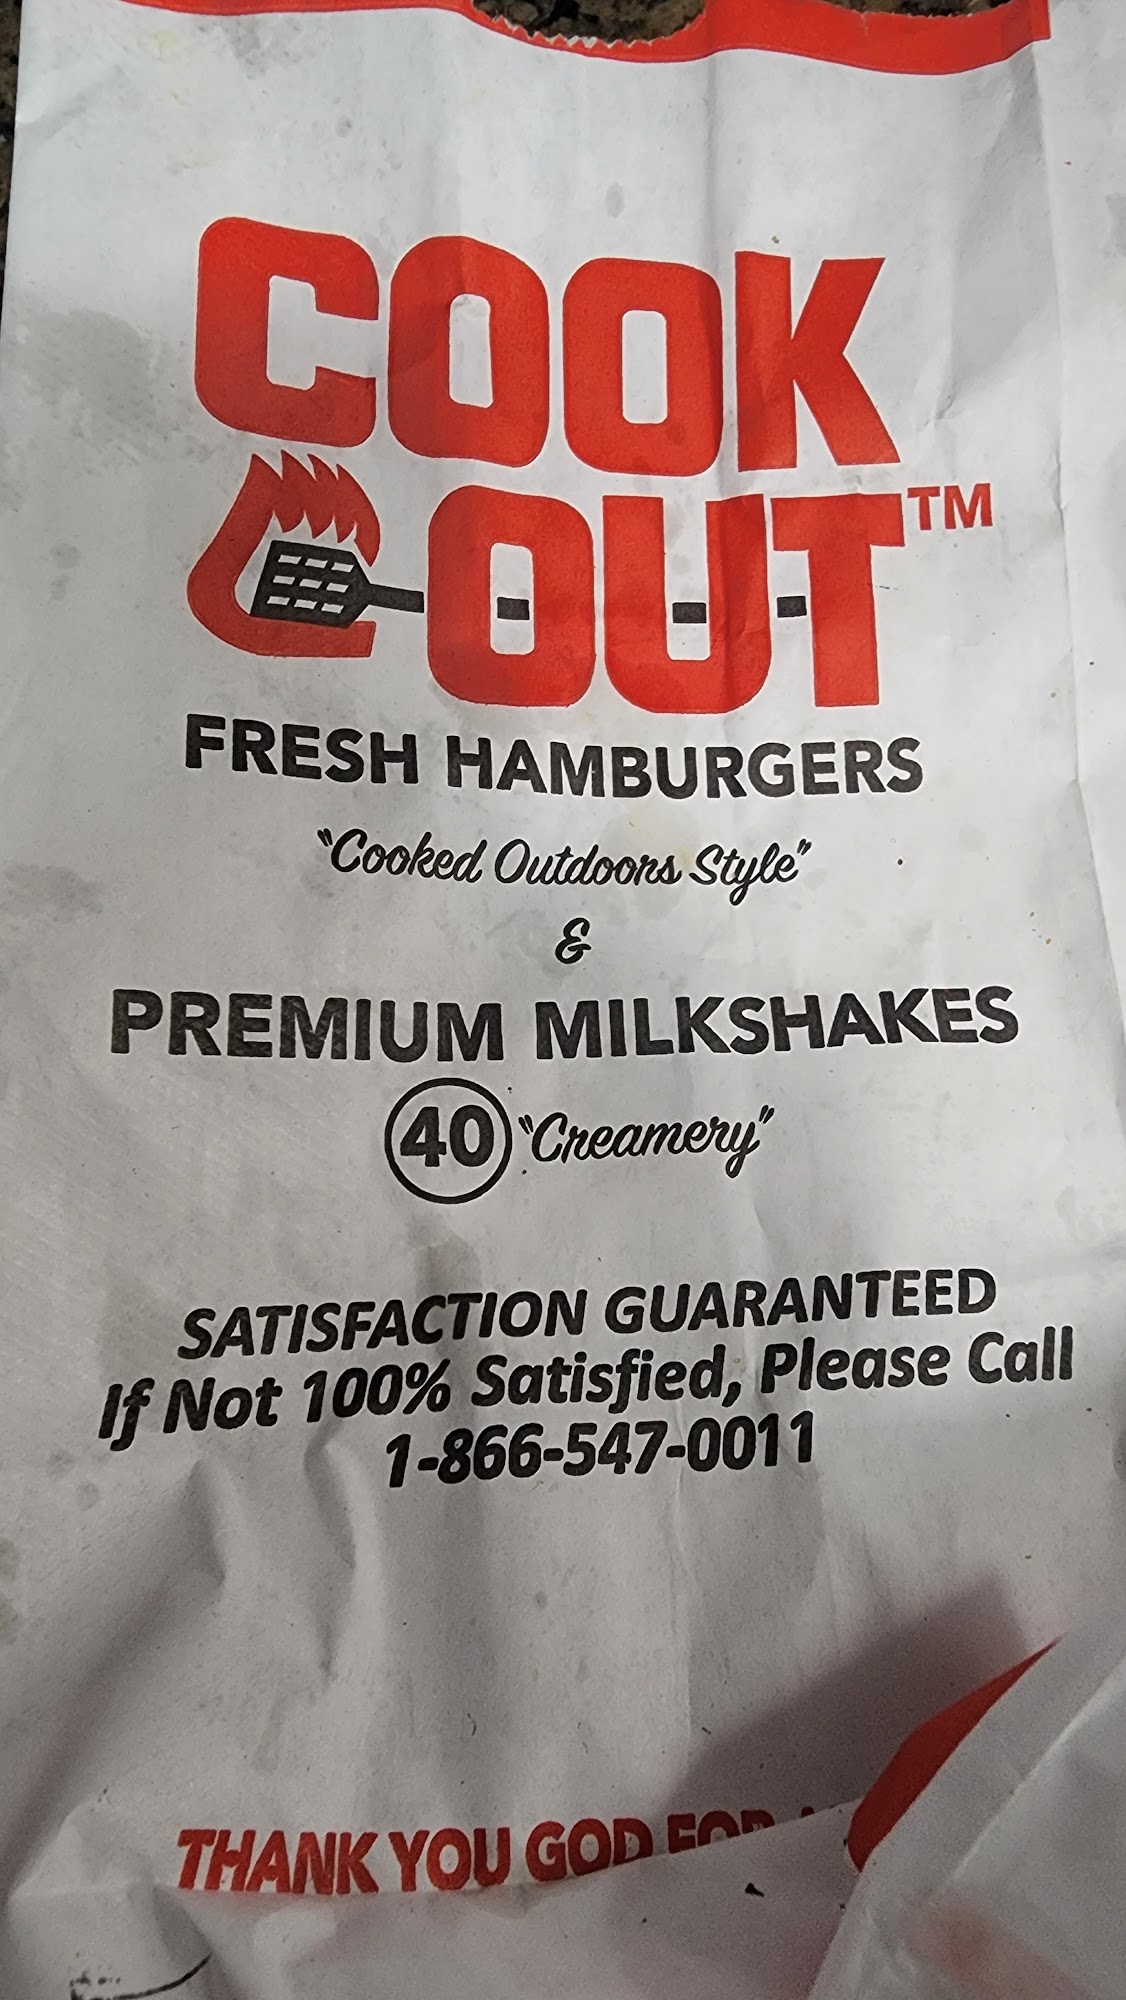 COOK
OUT™
FRESH HAMBURGERS
"Cooked Outdoors Style"
&
PREMIUM MILKSHAKES
40 "Creamery"
SATISFACTION GUARANTEED
If Not 100% Satisfied, Please Call
1-866-547-0011
THANK YOU GOD FOR